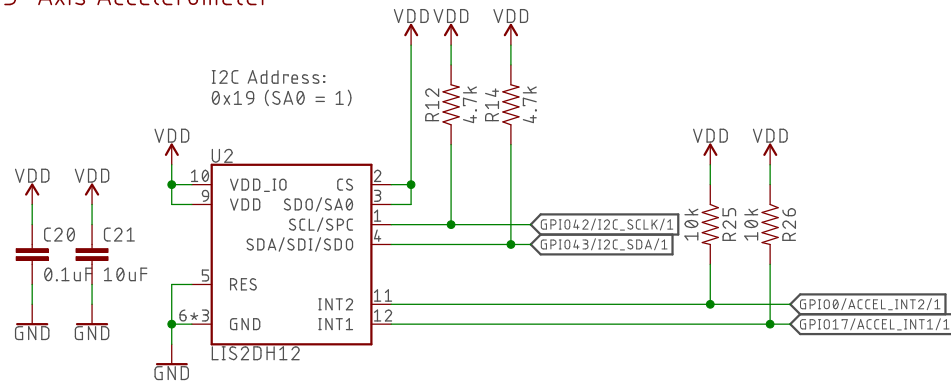 3-Axis Accelerometer
VDD VDD VDD
I2C Address:
0x19 (SA0 = 1)
R12
4.7k
R14
4.7k
VDD
U2
VDD VDD
VDD VDD
10 VDD_IO CS 2
9 VDD SDO/SA0 3
SCL/SPC 1
SDA/SDI/SDO 4
GPIO42/I2C_SCLK/1
GPIO43/I2C_SDA/1
10k
R25
10k
R26
C20 C21
0.1uF 10uF
5 RES
INT2 11
6*3 GND INT1 12
GPIO0/ACCEL_INT2/1
GPIO17/ACCEL_INT1/1
GND GND
LIS2DH12
GND